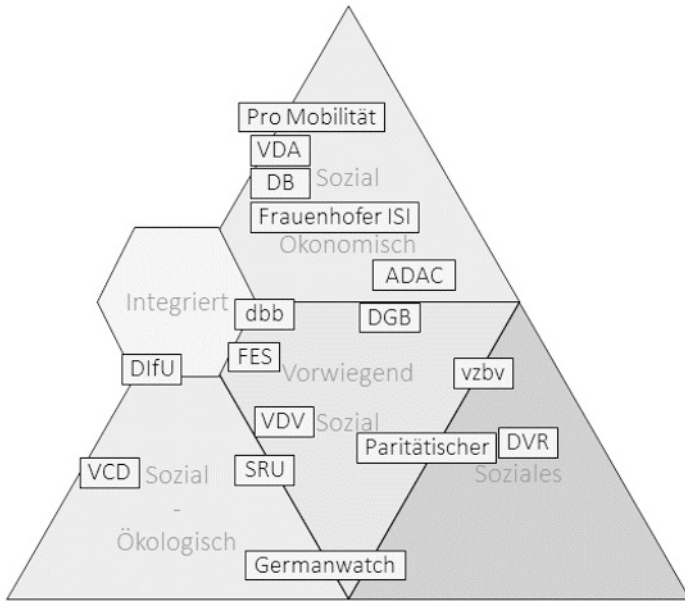 Pro Mobilität
VDA
DB
Sozial
Frauenhofer ISI
Ökonomisch
ADAC
Integriert
dbb
DGB
DIfU
FES
Vorwiegend
vzbv
VDV
Sozial
Paritätischer
DVR
VCD
Sozial
SRU
Soziales
-
Ökologisch
Germanwatch